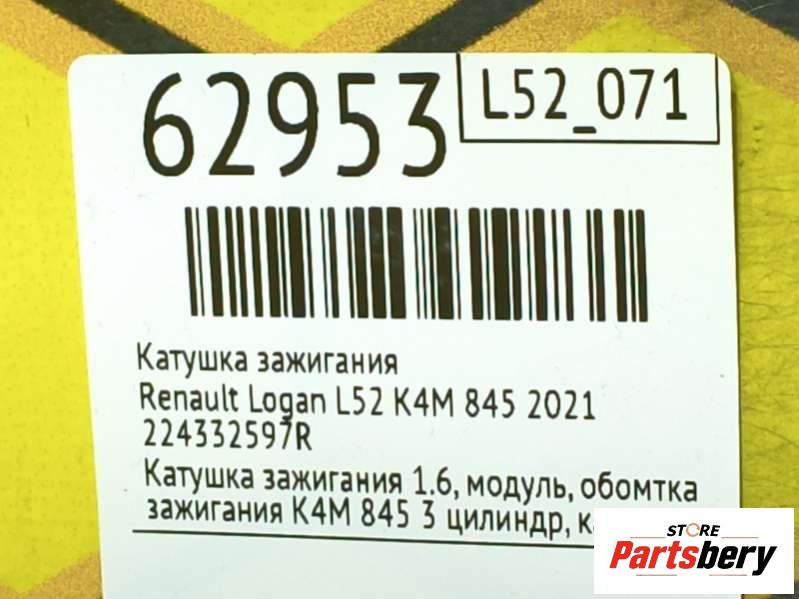 62953
L52_071
Катушка зажигания
Renault Logan L52 K4M 845 2021
224332597R
Катушка зажигания 1.6, модуль, обомтка
зажигания K4M 845 3 цилиндр,
STORE
Partsbery